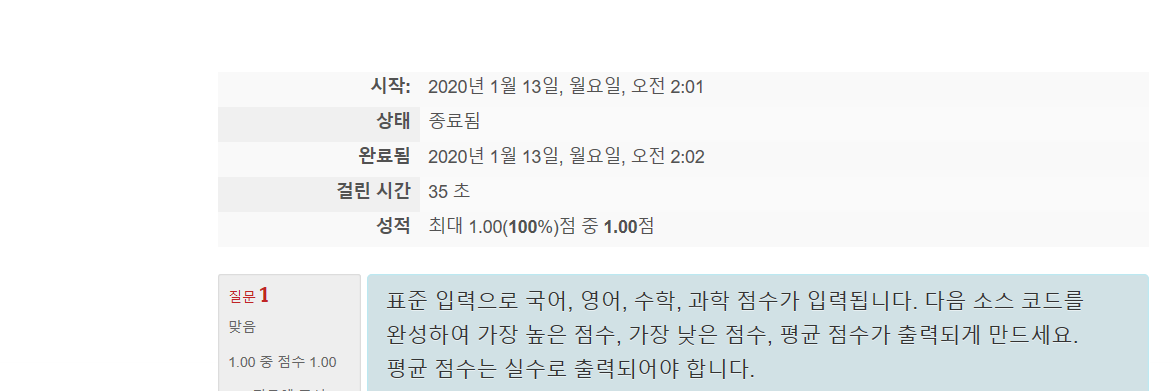 시작: 2020년 1월 13일, 월요일, 오전 2:01
상태 종료됨
완료됨 2020년 1월 13일, 월요일, 오전 2:02
걸린 시간 35 초
성적 최대 1.00(100%)점 중 1.00점
질문 1
맞음
1.00 중 점수 1.00
표준 입력으로 국어, 영어, 수학, 과학 점수가 입력됩니다. 다음 소스 코드를
완성하여 가장 높은 점수, 가장 낮은 점수, 평균 점수가 출력되게 만드세요.
평균 점수는 실수로 출력되어야 합니다.